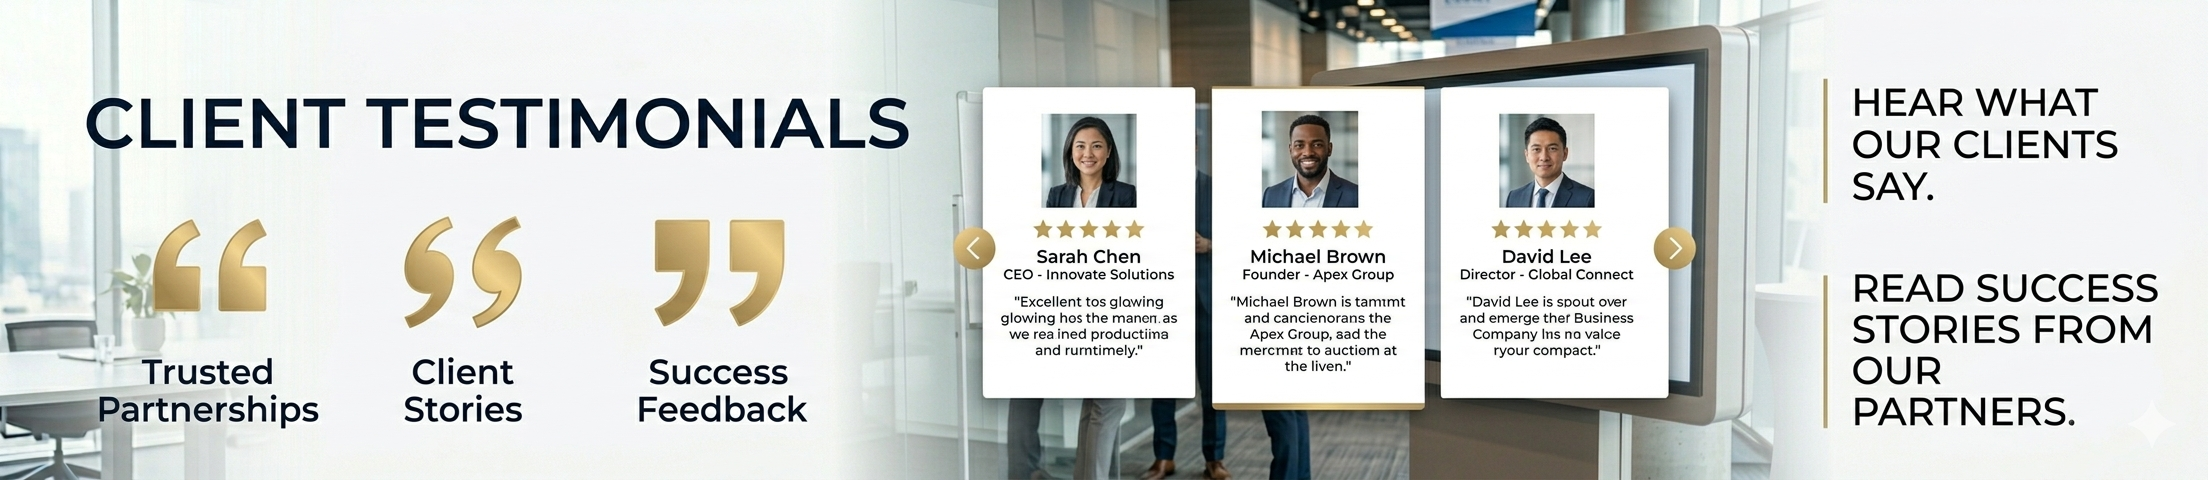 CLIENT TESTIMONIALS
Trusted
Partnerships
Client
Stories
Success
Feedback
Sarah Chen
CEO - Innovate Solutions
"Excellent tos glowing
glowing hos the manen. as
we rea ined productiina
and rumtimely."
Michael Brown
Founder - Apex Group
"Michael Brown is tammt
and cancienorans the
Apex Group, aad the
mercmnt to auctiom at
the liven."
David Lee
Director - Global Connect
"David Lee is spout over
and emerge ther Business
Company Ins no valce
ryour compact."
HEAR WHAT
OUR CLIENTS
SAY.
READ SUCCESS
STORIES FROM
OUR
PARTNERS.